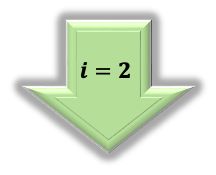 i = 2